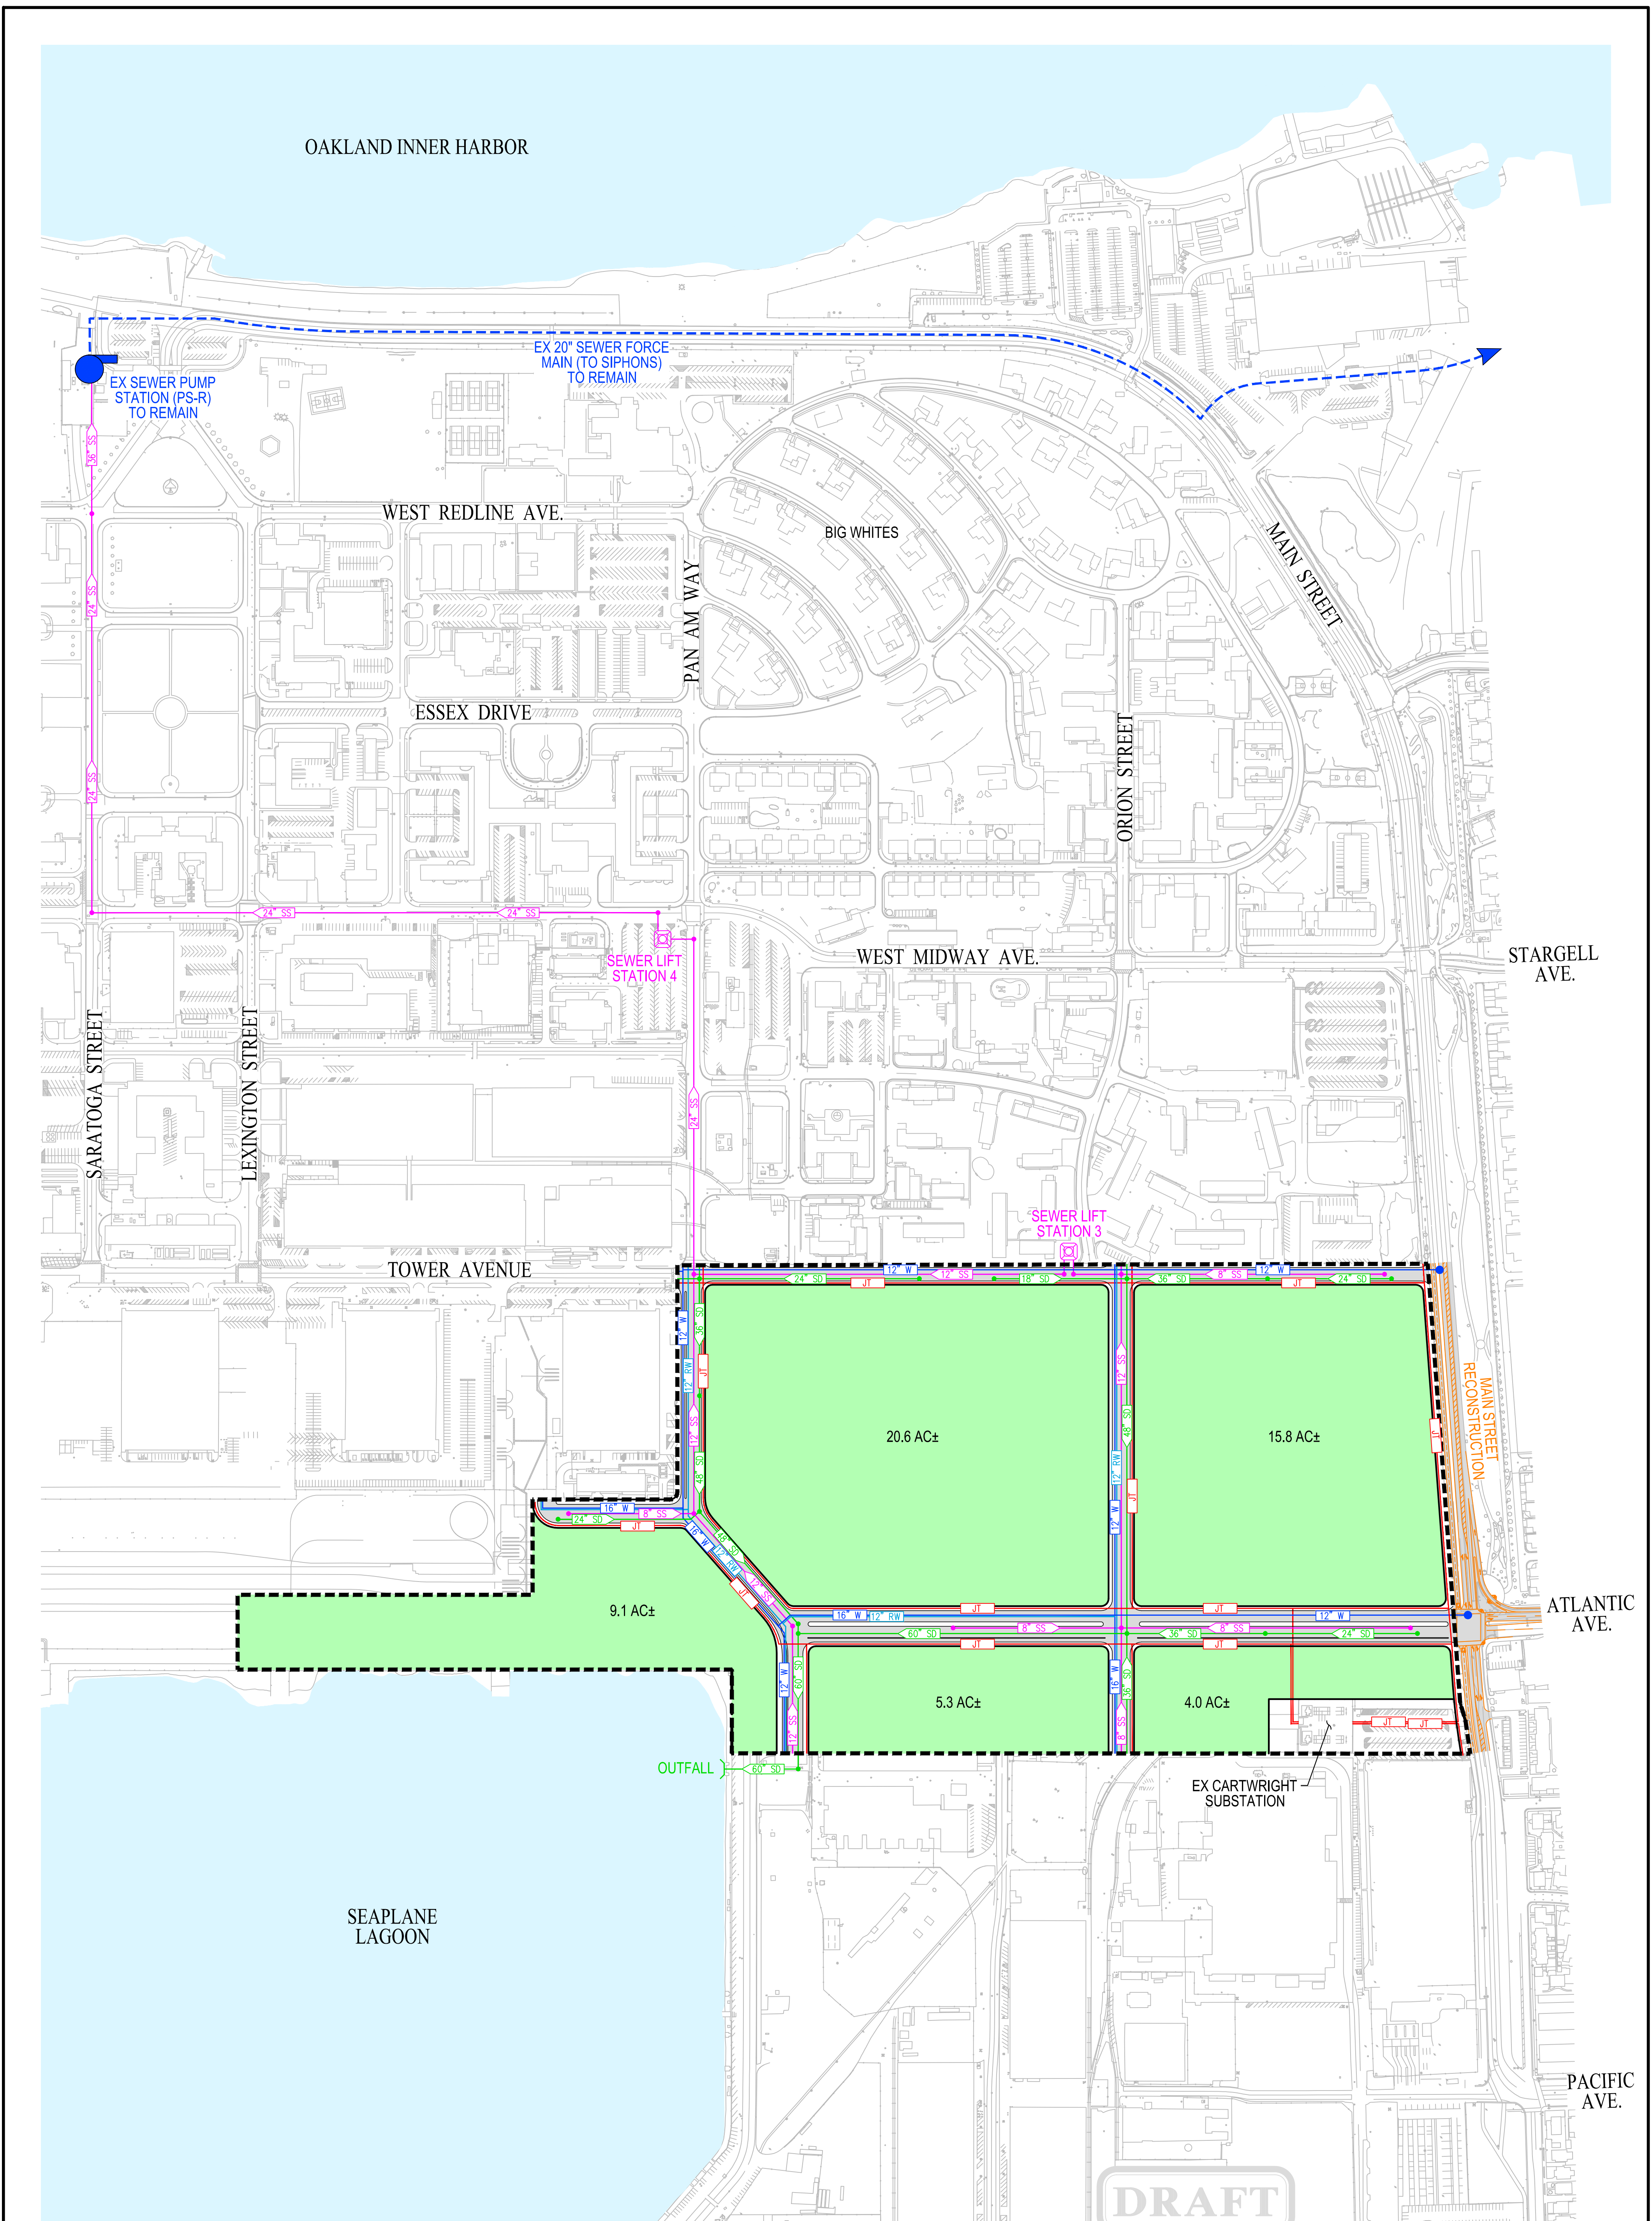 OAKLAND INNER HARBOR
EX 20" SEWER FORCE
MAIN (TO SIPHONS)
TO REMAIN
EX SEWER PUMP
STATION (PS-R)
TO REMAIN
36" SS
WEST REDLINE AVE.
BIG WHITES
MAIN STREET
24" SS
PAN AM WAY
ESSEX DRIVE
ORION STREET
24" SS
24" SS
24" SS
SEWER LIFT
STATION 4
WEST MIDWAY AVE.
STARGELL
AVE.
SARATOGA STREET
LEXINGTON STREET
24" SS
SEWER LIFT
STATION 3
TOWER AVENUE
12" W
12" SS
12" W
24" SD
18" SD
36" SD
8" SS
24" SD
JT
JT
12" W
36" SD
12" RW
JT
12" SS
48" SD
12" SS
48" SD
12" RW
JT
12" W
JT
MAIN STREET
RECONSTRUCTION
20.6 AC±
15.8 AC±
16" W
8" SS
24" SD
JT
48" SD
16" W
12" RW
12" SS
JT
9.1 AC±
JT
JT
16" W
12" RW
12" W
8" SS
8" SS
60" SD
36" SD
24" SD
JT
JT
ATLANTIC
AVE.
12" W
60" SD
12" SS
16" W
36" SD
8" SS
5.3 AC±
4.0 AC±
JT
JT
OUTFALL
60" SD
EX CARTWRIGHT
SUBSTATION
SEAPLANE
LAGOON
PACIFIC
AVE.
DRAFT